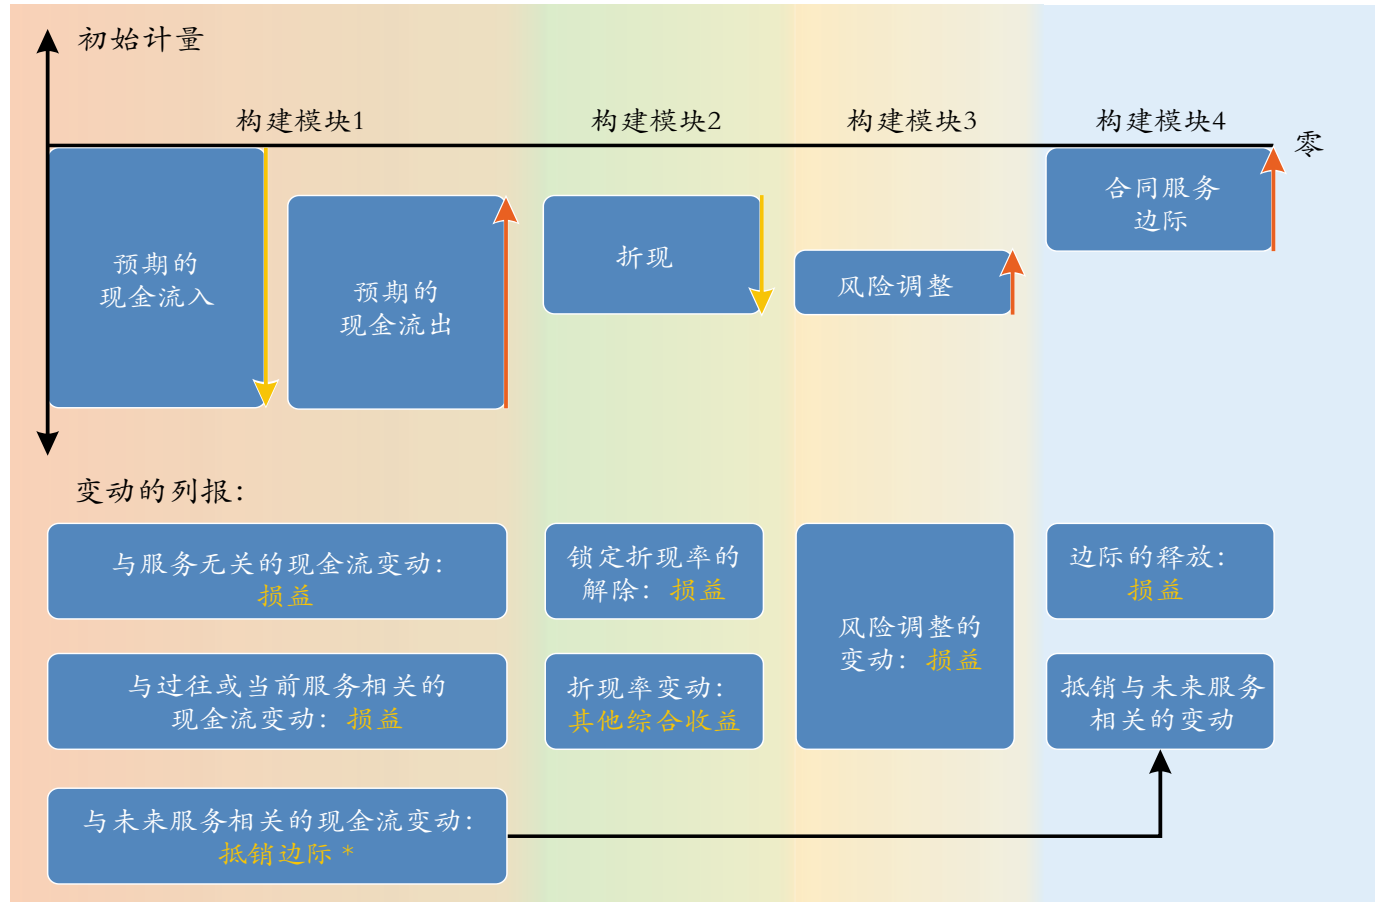 初始计量
构建模块1
构建模块2
构建模块3
构建模块4
零
预期的
现金流入
预期的
现金流出
折现
风险调整
合同服务
边际
变动的列报：
与服务无关的现金流变动：
损益
与过往或当前服务相关的
现金流变动：损益
与未来服务相关的现金流变动：
抵销边际 *
锁定折现率的
解除：损益
折现率变动：
其他综合收益
风险调整的
变动：损益
边际的释放：
损益
抵销与未来服务
相关的变动